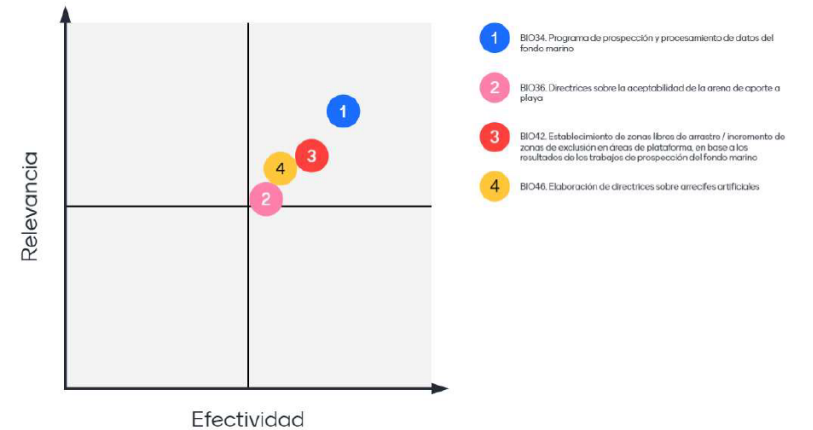 Relevancia
1
3
4
2
Efectividad
1
BIO34. Programa de prospección y procesamiento de datos del
fondo marino
2
BIO36. Directrices sobre la aceptabilidad de la arena de aporte a
playa
3
BIO42. Establecimiento de zonas libres de arrastre / incremento de
zonas de exclusión en áreas de plataforma, en base a los
resultados de los trabajos de prospección del fondo marino
4
BIO46. Elaboración de directrices sobre arrecifes artificiales